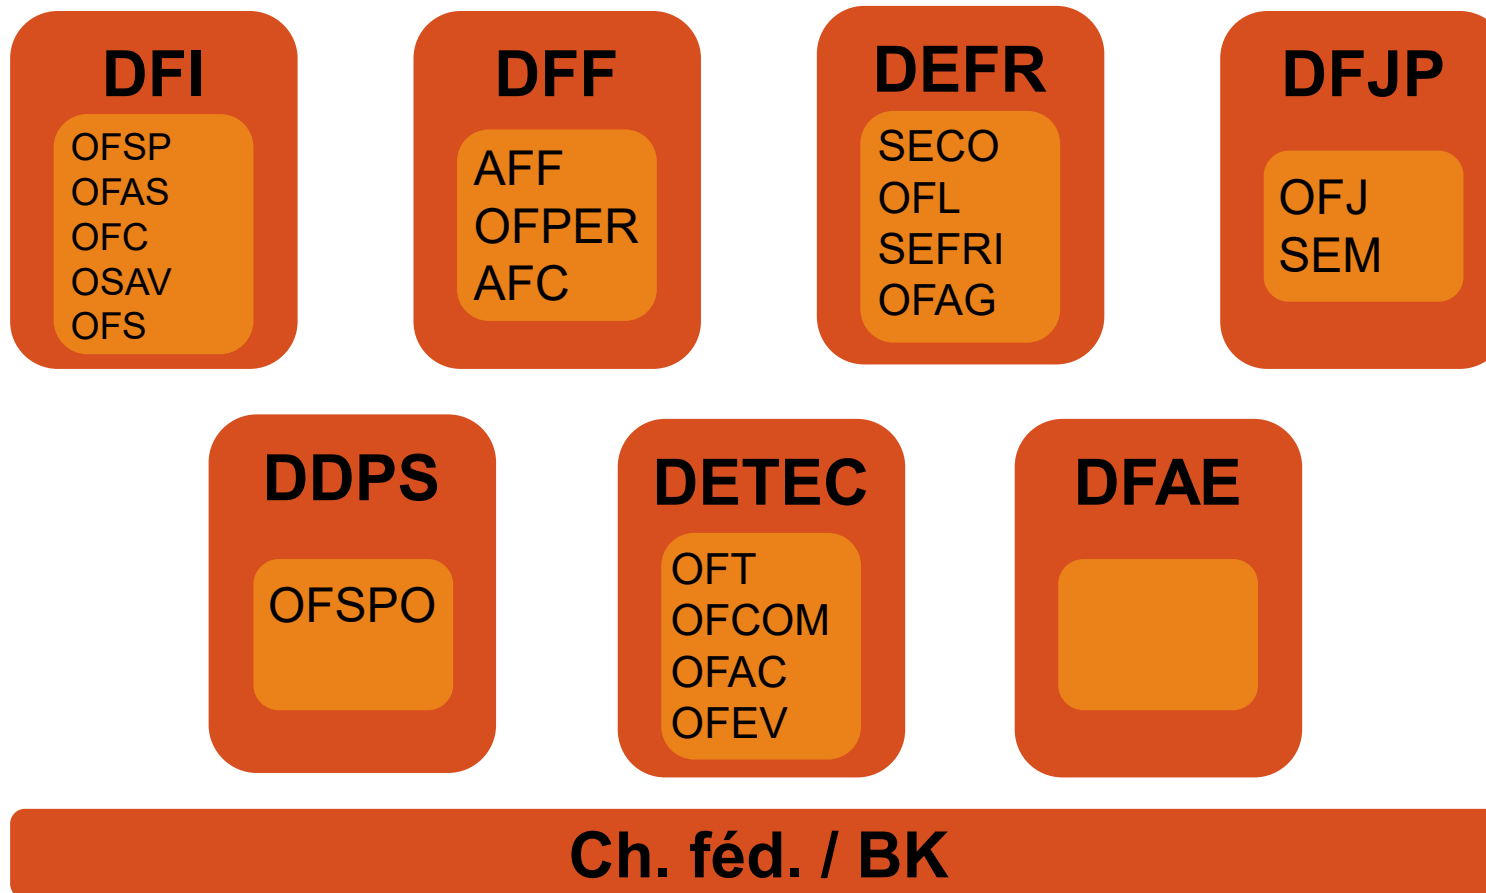 DFI
OFSP
OFAS
OFC
OSAV
OFS
DFF
AFF
OFPER
AFC
DEFR
SECO
OFL
SEFRI
OFAG
DFJP
OFJ
SEM
DDPS
OFSPO
DETEC
OFT
OFCOM
OFAC
OFEV
DFAE
Ch. féd. / BK